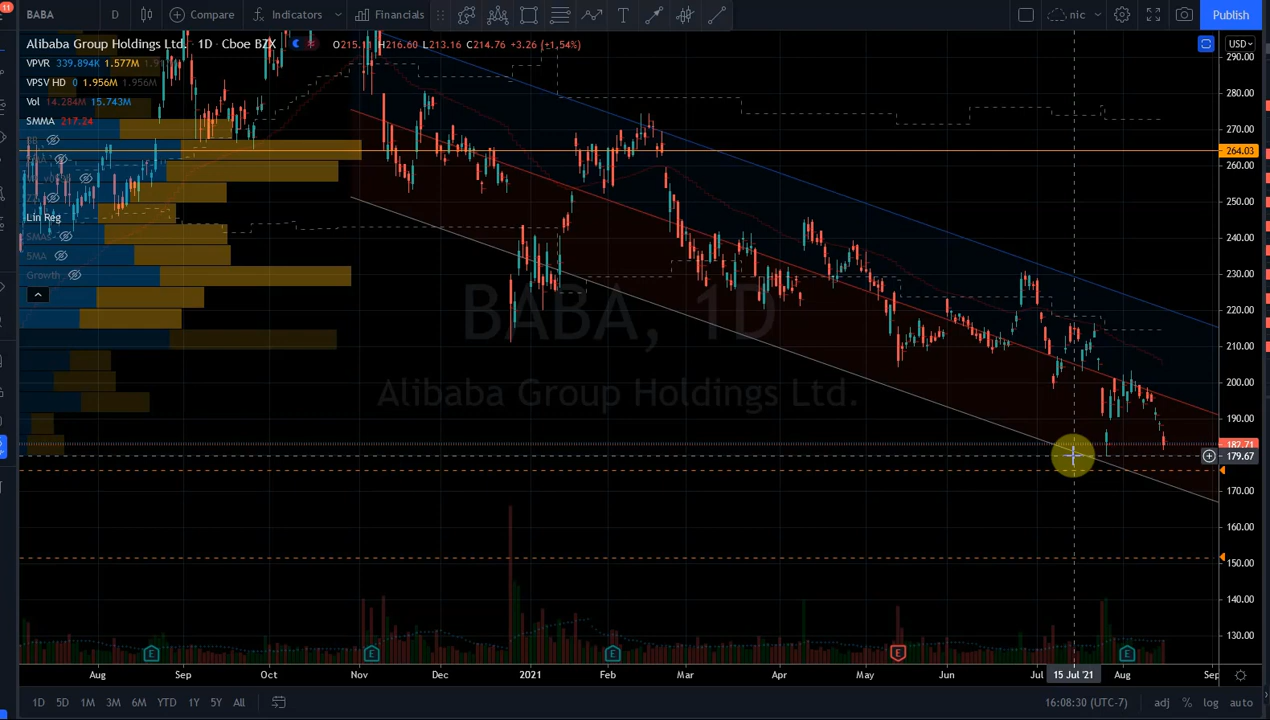 11
BABA D Compare Indicators Financials nic Publish
Alibaba Group Holdings Ltd. · 1D · Cboe BZX O215.11 H216.60 L213.16 C214.76 +3.26 (+1.54%) USD
VPVR 339.894K 1.577M
VPSV HD 0 1.956M 1.956M
Vol 14.284M 15.743M
SMMA 217.24
BB
Lin Reg
SMAs
SMA
Growth
290.00
280.00
270.00
264.03
260.00
250.00
240.00
230.00
220.00
210.00
200.00
190.00
182.71
179.67
170.00
160.00
150.00
140.00
130.00
BABA, 1D
Alibaba Group Holdings Ltd.
E E E E E
Aug Sep Oct Nov Dec 2021 Feb Mar Apr May Jun Jul 15 Jul '21 Aug Sep
1D 5D 1M 3M 6M YTD 1Y 5Y All 16:08:30 (UTC-7) adj % log auto